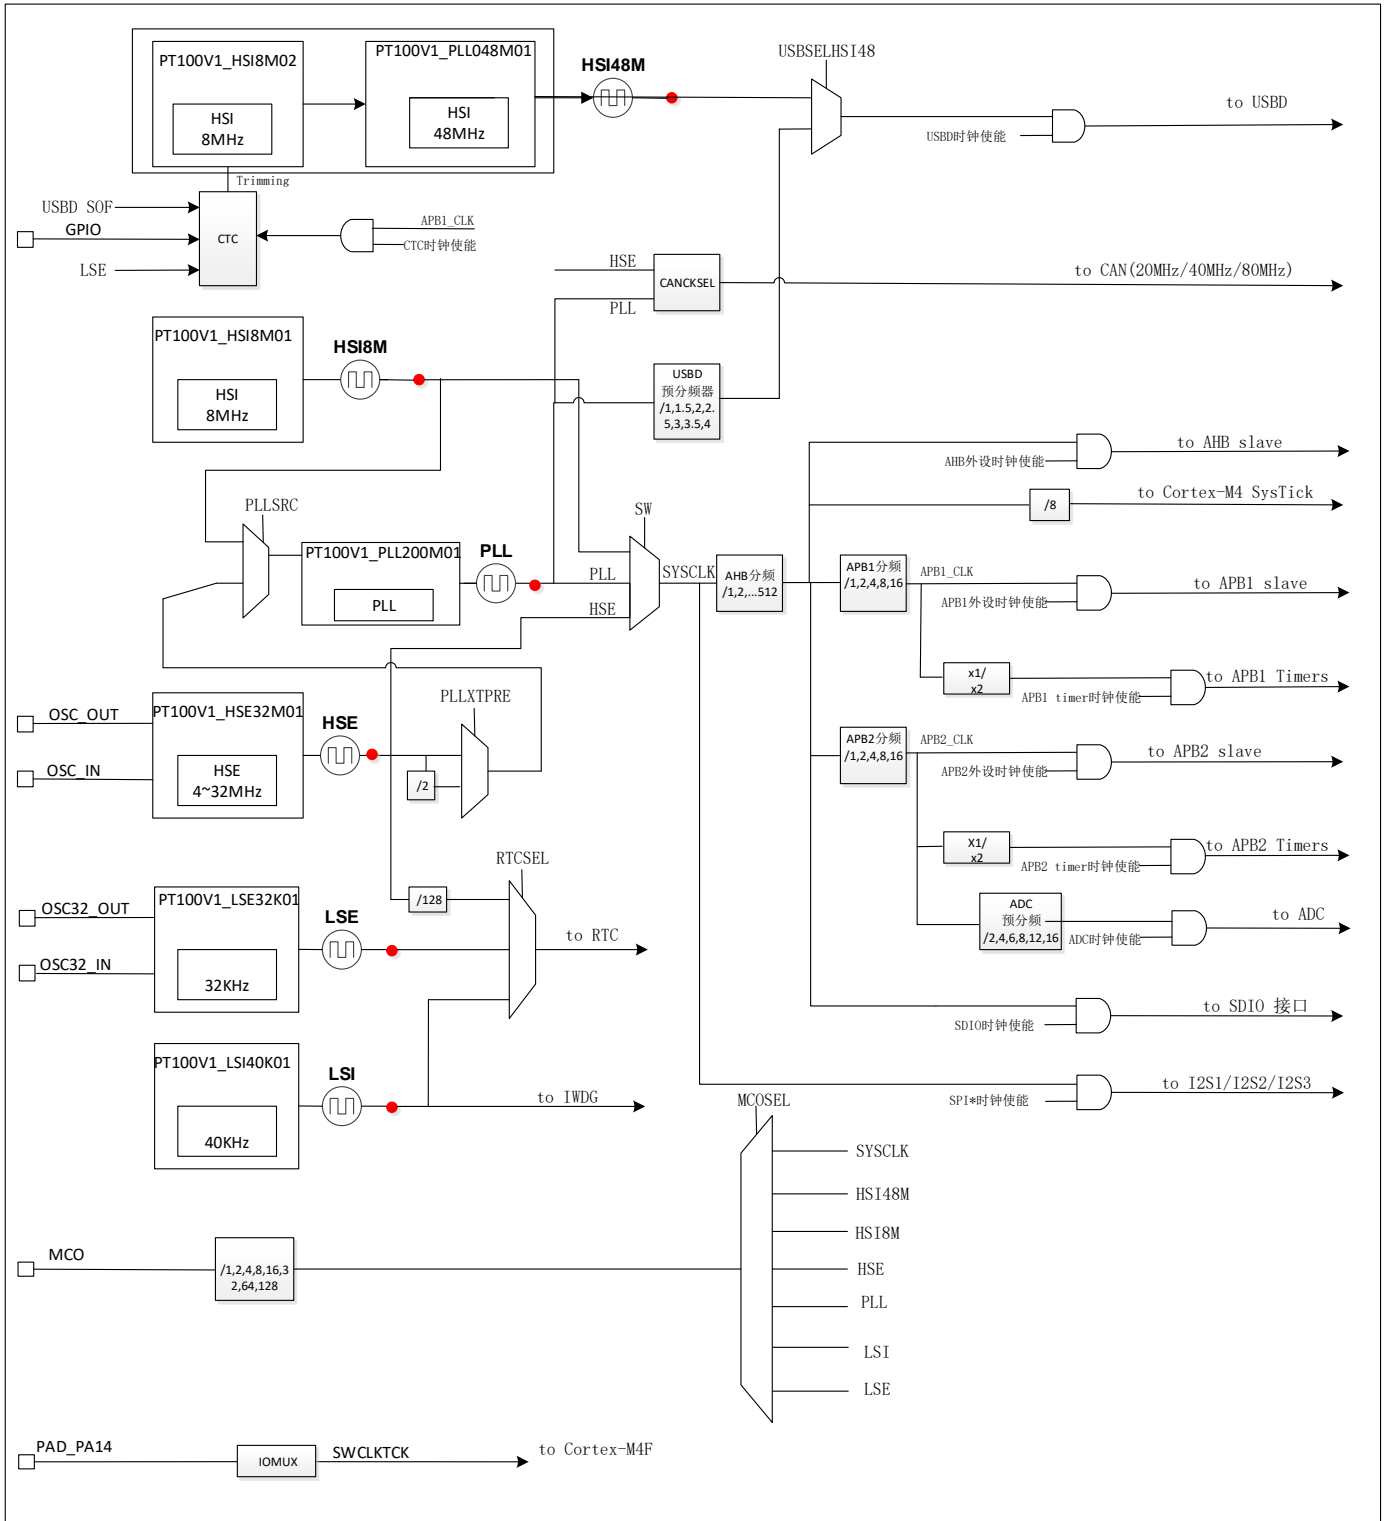 PT100V1_HSI8M02
HSI
8MHz
PT100V1_PLL048M01
HSI
48MHz
HSI48M
USBSELHSI48
to USBD
USBD时钟使能
Trimming
USBD SOF
GPIO
LSE
CTC
APB1_CLK
CTC时钟使能
HSE
PLL
CANCKSEL
to CAN(20MHz/40MHz/80MHz)
PT100V1_HSI8M01
HSI
8MHz
HSI8M
USBD
预分频器
/1,1.5,2,2.
5,3,3.5,4
to AHB slave
AHB外设时钟使能
/8
to Cortex-M4 SysTick
PLLSRC
PT100V1_PLL200M01
PLL
PLL
SW
PLL
HSE
SYSCLK
AHB分频
/1,2,...512
APB1分频
/1,2,4,8,16
APB1_CLK
APB1外设时钟使能
to APB1 slave
x1/
x2
APB1 timer时钟使能
to APB1 Timers
PLLXTPRE
OSC_OUT
OSC_IN
PT100V1_HSE32M01
HSE
4~32MHz
HSE
/2
APB2分频
/1,2,4,8,16
APB2_CLK
APB2外设时钟使能
to APB2 slave
X1/
x2
APB2 timer时钟使能
to APB2 Timers
RTCSEL
/128
OSC32_OUT
OSC32_IN
PT100V1_LSE32K01
32KHz
LSE
to RTC
ADC
预分频
/2,4,6,8,12,16
ADC时钟使能
to ADC
SDIO时钟使能
to SDIO 接口
PT100V1_LSI40K01
40KHz
LSI
to IWDG
SPI*时钟使能
to I2S1/I2S2/I2S3
MCOSEL
SYSCLK
HSI48M
HSI8M
HSE
PLL
LSI
LSE
MCO
/1,2,4,8,16,3
2,64,128
PAD_PA14
IOMUX
SWCLKTCK
to Cortex-M4F